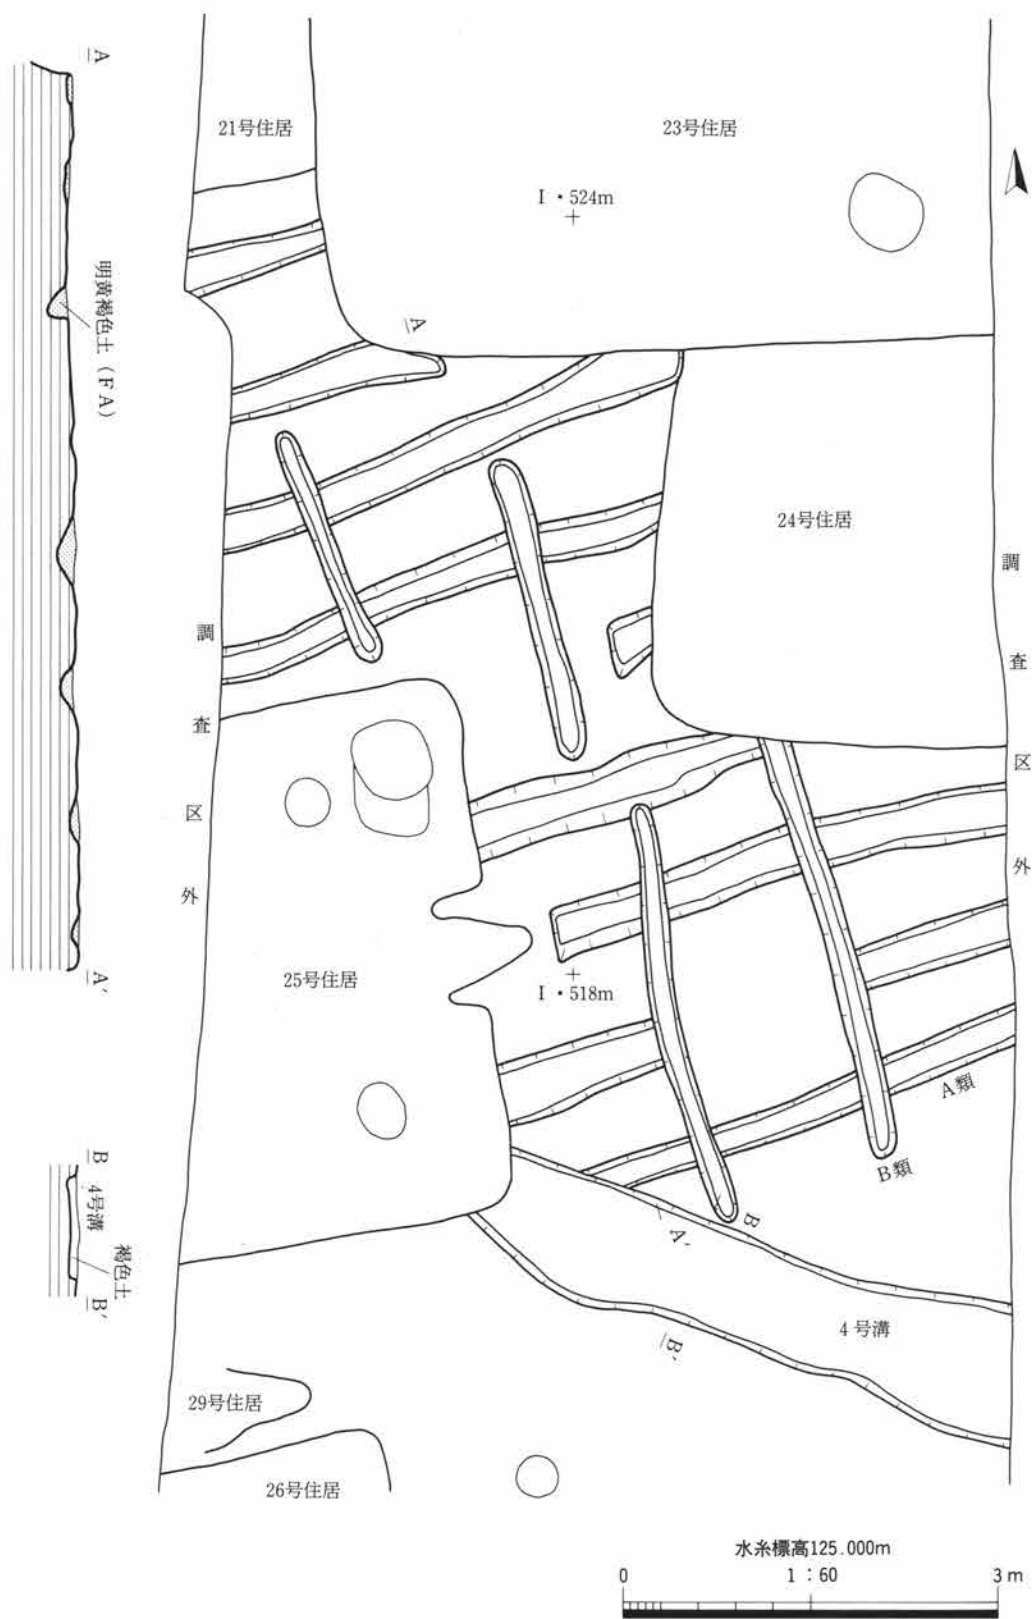 A
明黄褐色土（FA）
A′
B
4号溝
褐色土
B′
21号住居
23号住居
I・524m
A
24号住居
調査区外
調査区外
25号住居
I・518m
A類
B類
B
A′
4号溝
B′
29号住居
26号住居
水糸標高125.000m
0 1:60 3m